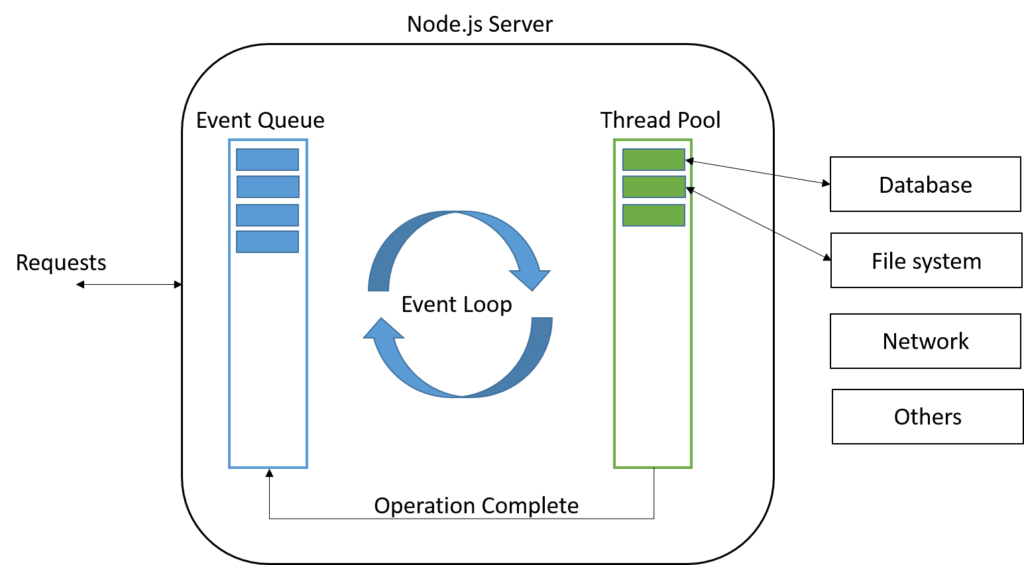 Node.js Server
Event Queue
Thread Pool
Database
File system
Requests
Event Loop
Network
Others
Operation Complete